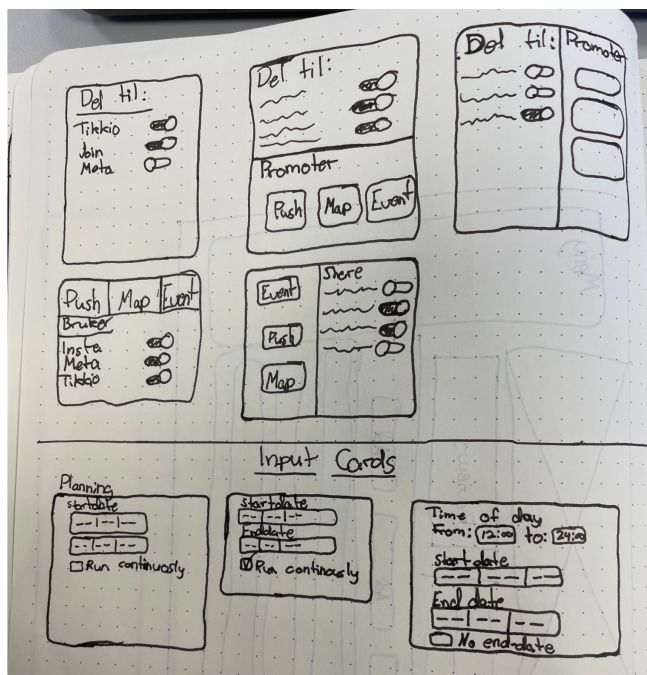 Del til:
Tikkio
Join
Meta
Del til:
Promoter
Push Map Event
Del til:
Promoter
Push Map Event
Bruker
Insta
Meta
Tikkio
Share
Event
Push
Map
Input Cards
Planning
startdate
Run continuosly
startdate
Enddate
Run continously
Time of day
From: 12:00 to: 24:00
Start date
End date
No end-date